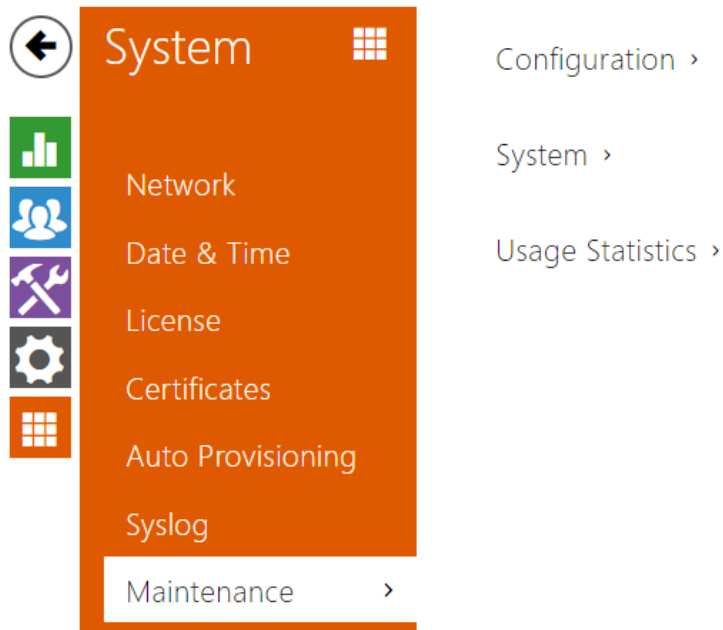 System
Network
Date & Time
License
Certificates
Auto Provisioning
Syslog
Maintenance ›
Configuration ›
System ›
Usage Statistics ›